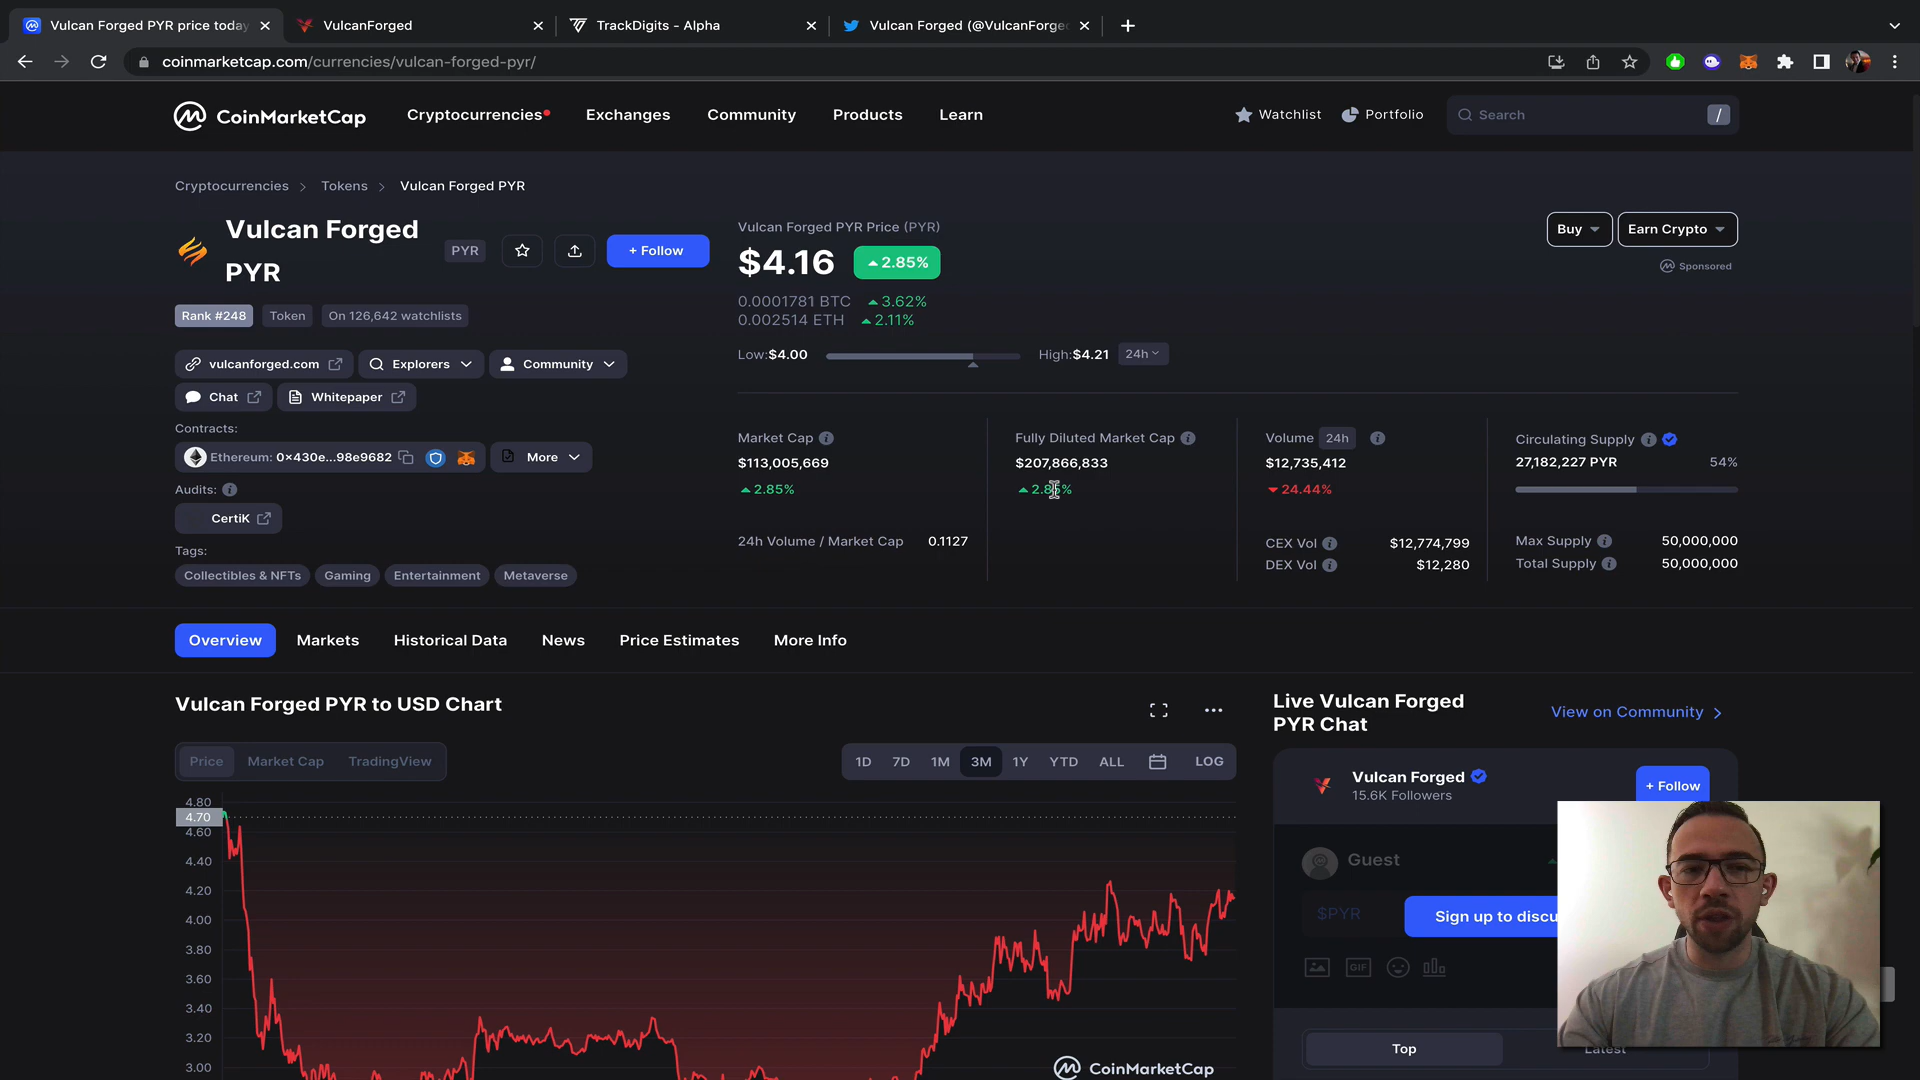 Vulcan Forged PYR price today
VulcanForged
TrackDigits - Alpha
Vulcan Forged (@VulcanForge
coinmarketcap.com/currencies/vulcan-forged-pyr/
CoinMarketCap
Cryptocurrencies
Exchanges
Community
Products
Learn
Watchlist
Portfolio
Search
/
Cryptocurrencies > Tokens > Vulcan Forged PYR
Vulcan Forged
PYR
PYR
+ Follow
Rank #248
Token
On 126,642 watchlists
vulcanforged.com
Explorers
Community
Chat
Whitepaper
Contracts:
Ethereum: 0x430e...98e9682
More
Audits:
CertiK
Tags:
Collectibles & NFTs
Gaming
Entertainment
Metaverse
Vulcan Forged PYR Price (PYR)
$4.16
2.85%
0.0001781 BTC 3.62%
0.002514 ETH 2.11%
Low:$4.00
High:$4.21
24h
Buy
Earn Crypto
Sponsored
Market Cap
$113,005,669
2.85%
24h Volume / Market Cap 0.1127
Fully Diluted Market Cap
$207,866,833
2.85%
Volume 24h
$12,735,412
24.44%
CEX Vol $12,774,799
DEX Vol $12,280
Circulating Supply
27,182,227 PYR 54%
Max Supply 50,000,000
Total Supply 50,000,000
Overview
Markets
Historical Data
News
Price Estimates
More Info
Vulcan Forged PYR to USD Chart
Price
Market Cap
TradingView
1D
7D
1M
3M
1Y
YTD
ALL
LOG
4.80
4.70
4.60
4.40
4.20
4.00
3.80
3.60
3.40
3.20
3.00
CoinMarketCap
Live Vulcan Forged
PYR Chat
View on Community >
Vulcan Forged
15.6K Followers
+ Follow
Guest
$PYR
Sign up to discu
GIF
Top
Latest